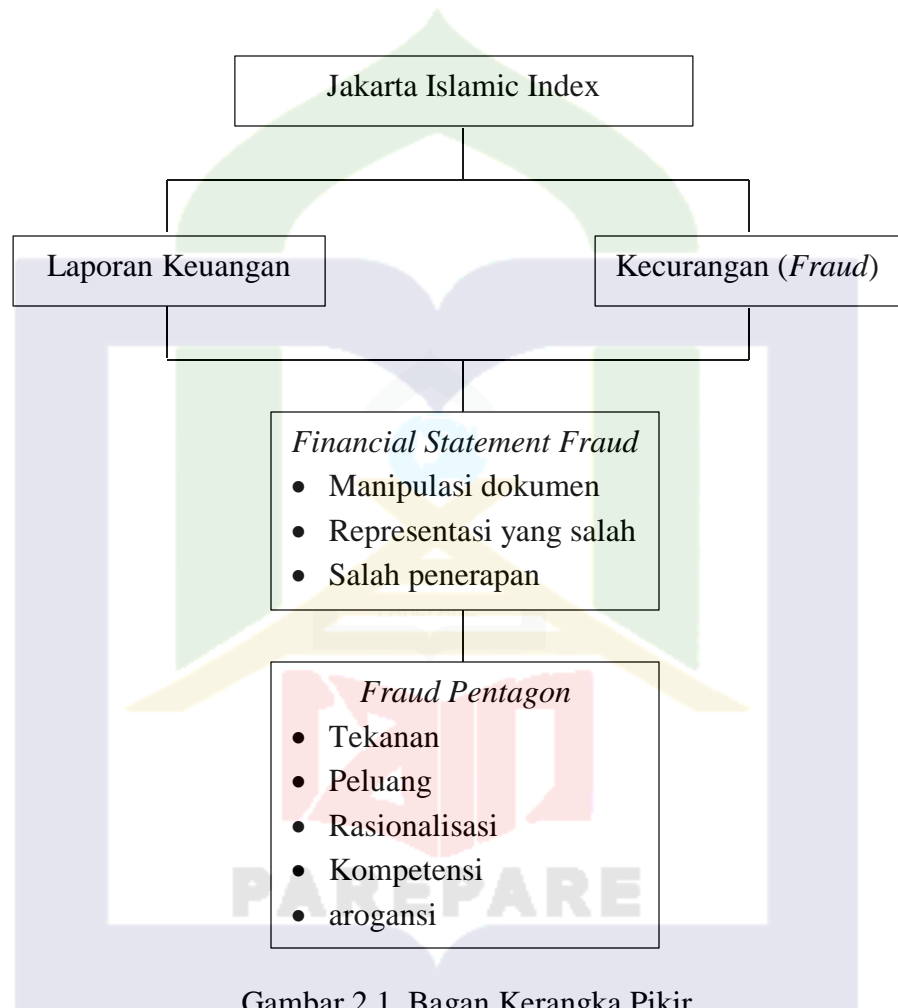 Jakarta Islamic Index
Laporan Keuangan
Kecurangan (Fraud)
Financial Statement Fraud
• Manipulasi dokumen
• Representasi yang salah
• Salah penerapan
Fraud Pentagon
• Tekanan
• Peluang
• Rasionalisasi
• Kompetensi
• arogansi
PAREPARE
Gambar 2.1. Bagan Kerangka Pikir